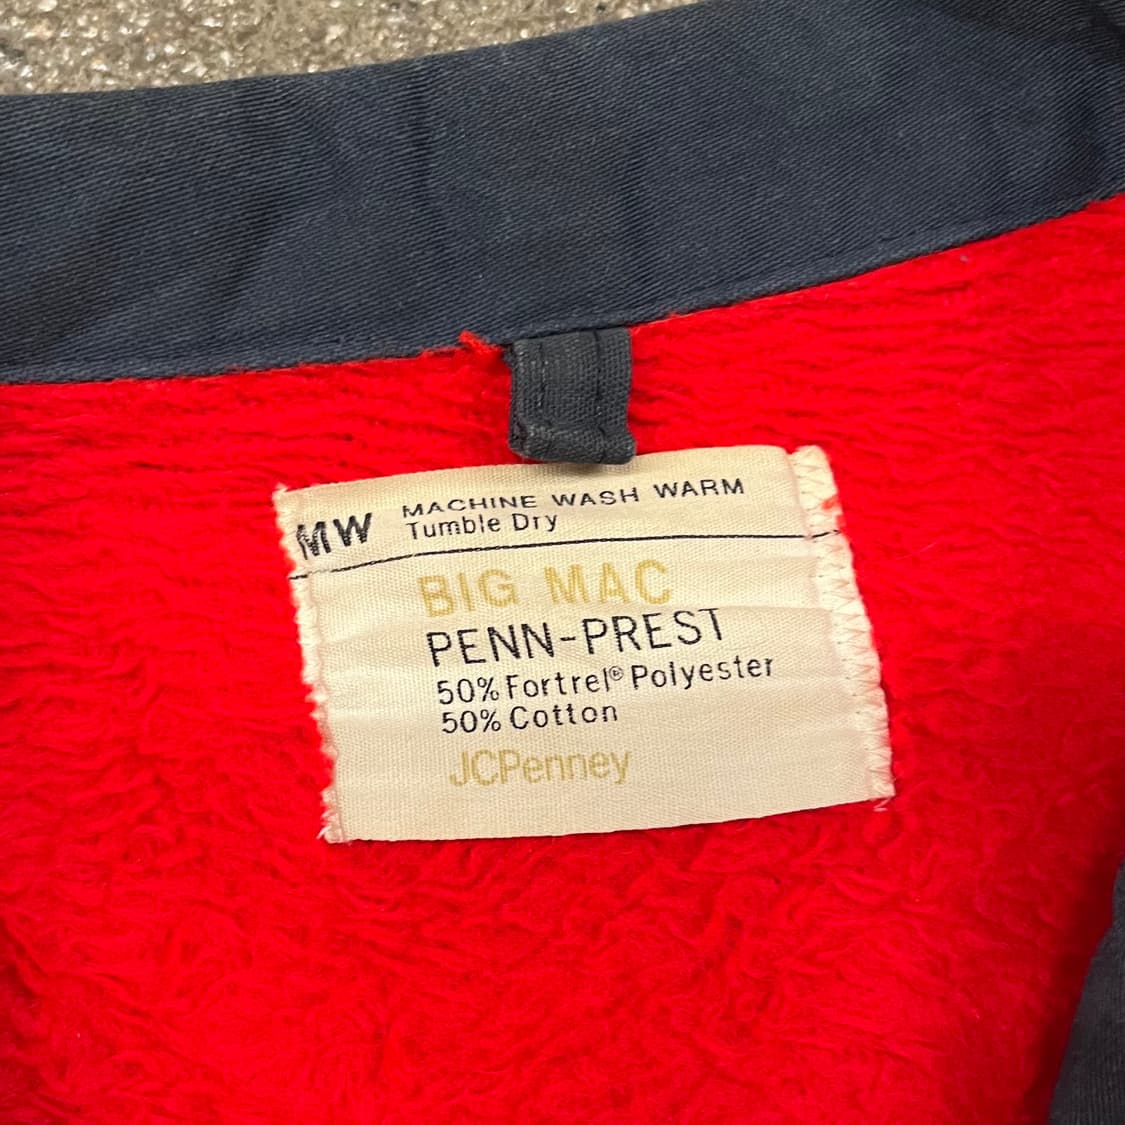 MW
MACHINE WASH WARM
Tumble Dry
BIG MAC
PENN-PREST
50% Fortrel® Polyester
50% Cotton
JCPenney